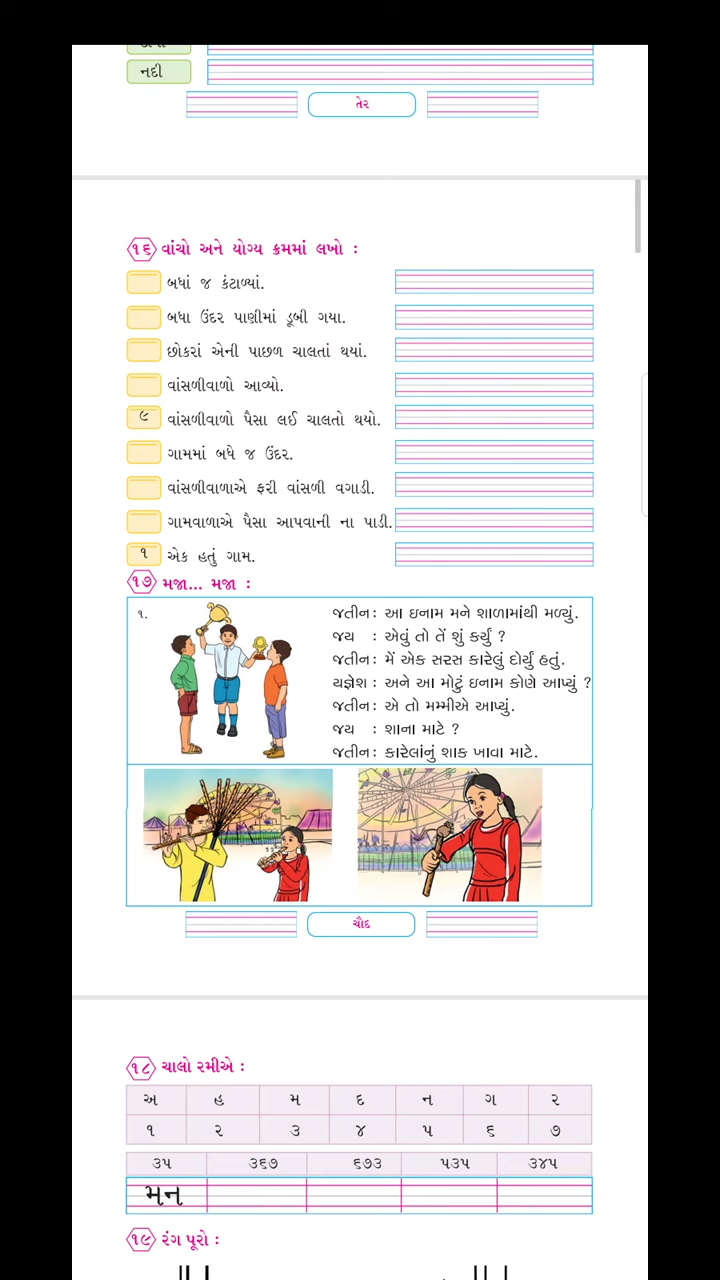 નદી
તેર
૧૬ વાંચો અને યોગ્ય ક્રમમાં લખો :
બધાં જ કંટાળ્યાં.
બધા ઉંદર પાણીમાં ડૂબી ગયા.
છોકરાં એની પાછળ ચાલતાં થયાં.
વાંસળીવાળો આવ્યો.
૯ વાંસળીવાળો પૈસા લઈ ચાલતો થયો.
ગામમાં બધે જ ઉંદર.
વાંસળીવાળાએ ફરી વાંસળી વગાડી.
ગામવાળાએ પૈસા આપવાની ના પાડી.
૧ એક હતું ગામ.
૧૭ મજા... મજા :
૧.
જતીન : આ ઇનામ મને શાળામાંથી મળ્યું.
જય : એવું તો તેં શું કર્યું ?
જતીન : મેં એક સરસ કારેલું દોર્યું હતું.
યજ્ઞેશ : અને આ મોટું ઇનામ કોણે આપ્યું ?
જતીન : એ તો મમ્મીએ આપ્યું.
જય : શાના માટે ?
જતીન : કારેલાંનું શાક ખાવા માટે.
ચૌદ
૧૮ ચાલો રમીએ :
અ હ મ દ ન ગ ર
૧ ૨ ૩ ૪ ૫ ૬ ૭
૩૫ ૩૬૭ ૬૭૩ ૫૩૫ ૩૪૫
મન
૧૯ રંગ પૂરો :